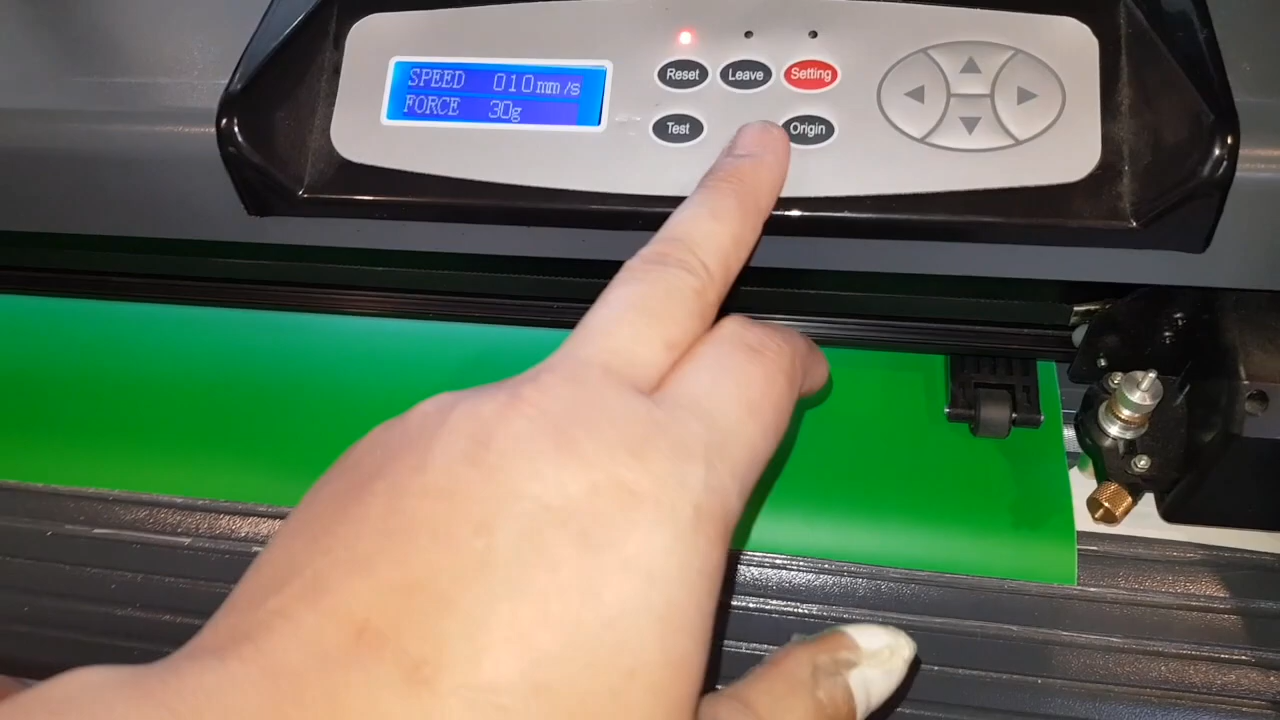 SPEED 010mm/s
FORCE 30g
Reset Leave Setting
Test Origin